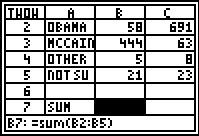 TWOW A B C
2 OBAMA 58 691
3 MCCAIN 444 63
4 OTHER 5 8
5 NOTSU 21 23
6
7 SUM
B7: =sum(B2:B5)